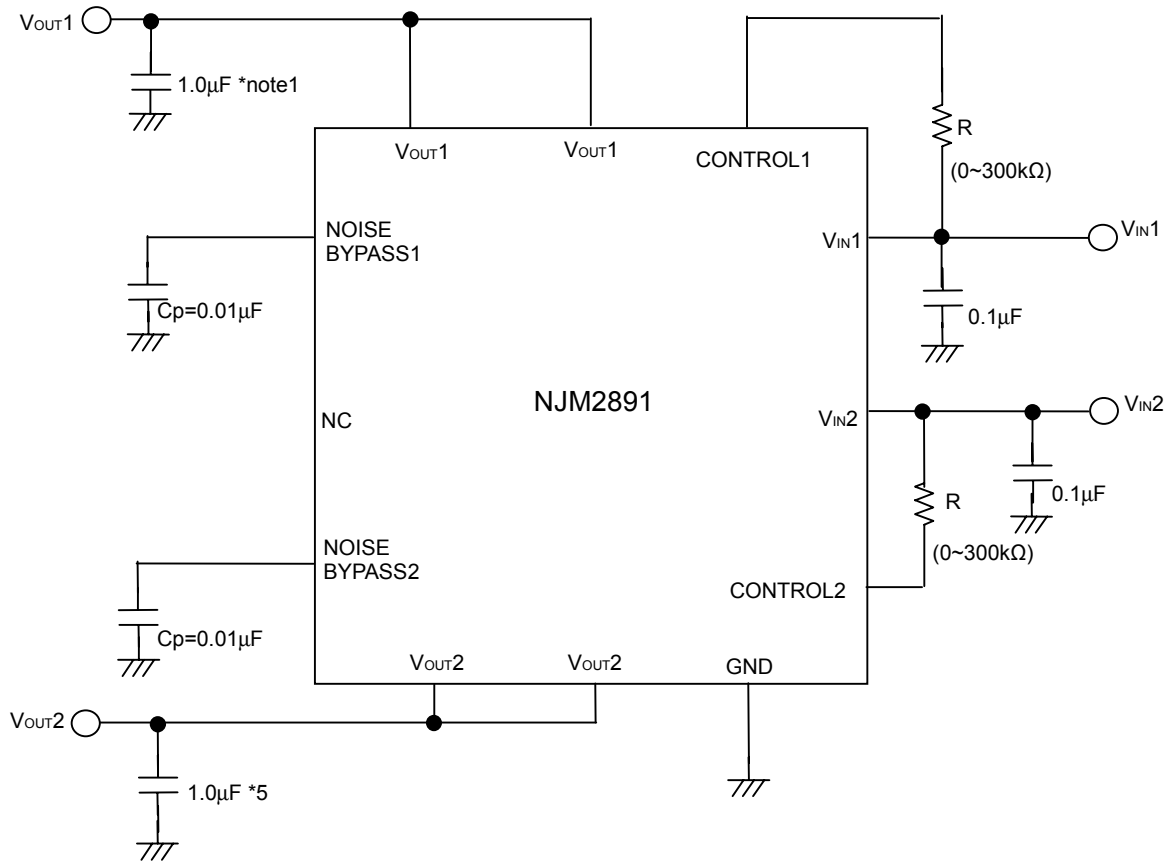 VOUT1
1.0μF *note1
VOUT1
VOUT1
CONTROL1
R
(0~300kΩ)
NOISE
BYPASS1
VIN1
VIN1
Cp=0.01μF
0.1μF
NJM2891
VIN2
VIN2
NC
R
0.1μF
(0~300kΩ)
NOISE
BYPASS2
CONTROL2
Cp=0.01μF
VOUT2
VOUT2
GND
VOUT2
1.0μF *5